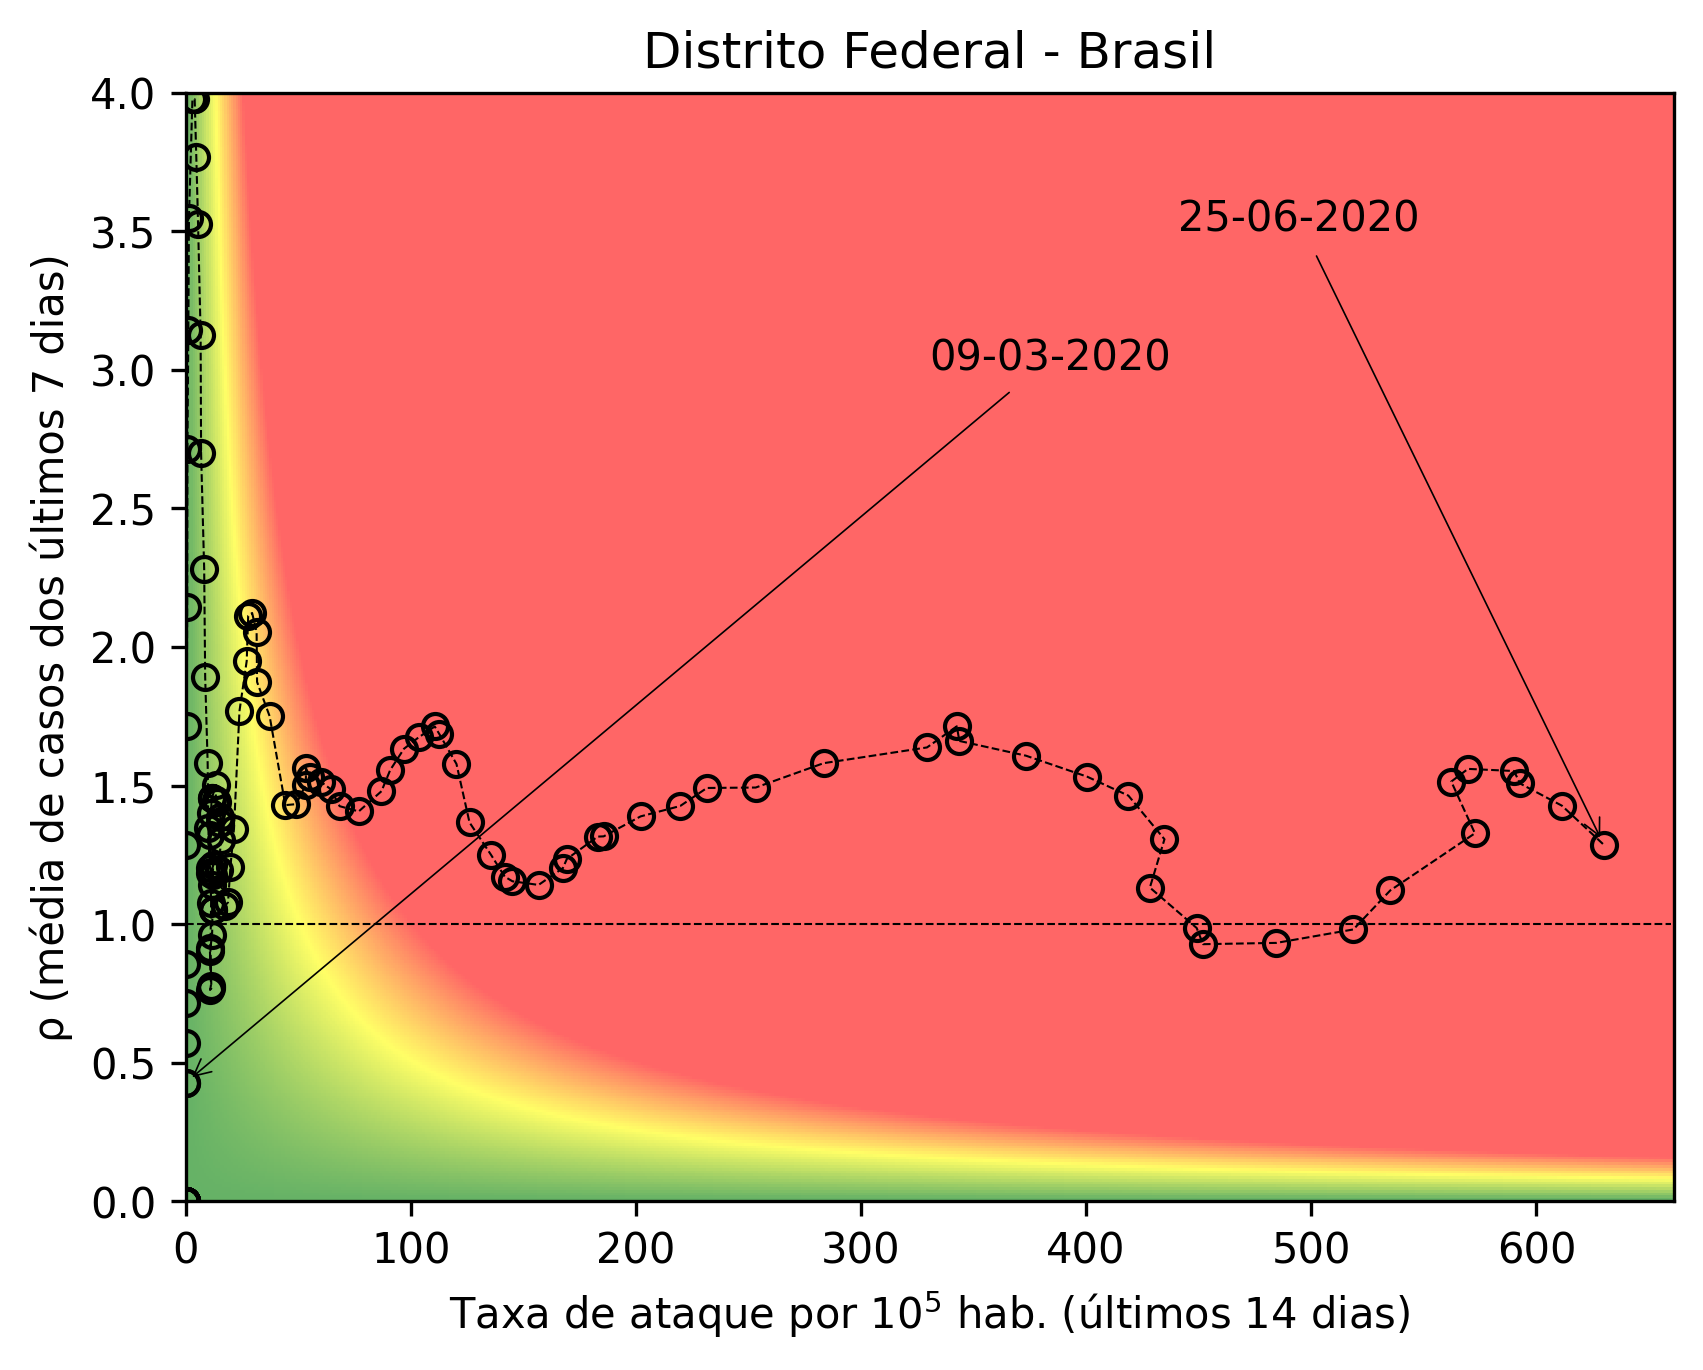 Distrito Federal - Brasil
ρ (média de casos dos últimos 7 dias)
4.0
3.5
3.0
2.5
2.0
1.5
1.0
0.5
0.0
25-06-2020
09-03-2020
0 100 200 300 400 500 600
Taxa de ataque por 10⁵ hab. (últimos 14 dias)